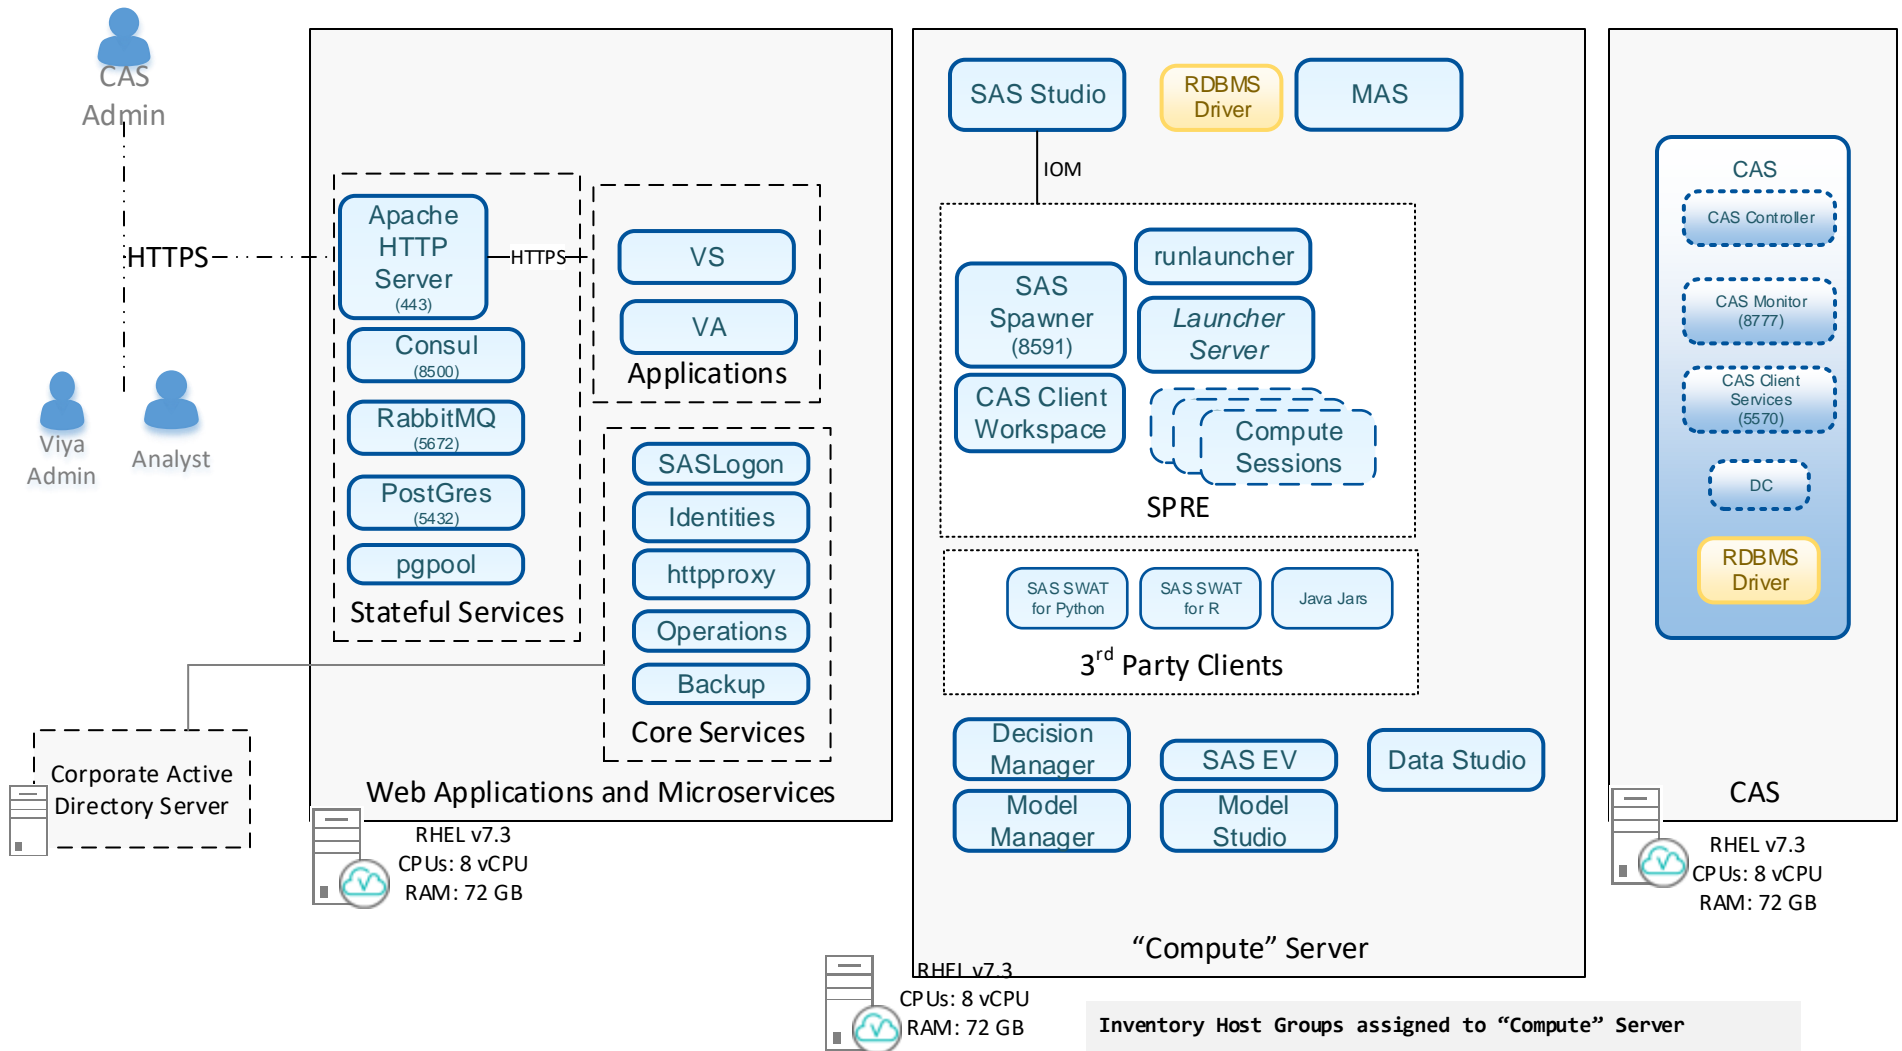 CAS
Admin
HTTPS
Viya
Admin
Analyst
Corporate Active
Directory Server
Apache
HTTP
Server
(443)
HTTPS
Consul
(8500)
RabbitMQ
(5672)
PostGres
(5432)
pgpool
Stateful Services
VS
VA
Applications
SASLogon
Identities
httpproxy
Operations
Backup
Core Services
Web Applications and Microservices
RHEL v7.3
CPUs: 8 vCPU
RAM: 72 GB
SAS Studio
RDBMS
Driver
MAS
IOM
SAS
Spawner
(8591)
runlauncher
Launcher
Server
CAS Client
Workspace
Compute
Sessions
SPRE
SAS SWAT
for Python
SAS SWAT
for R
Java Jars
3rd Party Clients
Decision
Manager
SAS EV
Data Studio
Model
Manager
Model
Studio
“Compute” Server
RHEL v7.3
CPUs: 8 vCPU
RAM: 72 GB
Inventory Host Groups assigned to “Compute” Server
CAS
CAS Controller
CAS Monitor
(8777)
CAS Client
Services
(5570)
DC
RDBMS
Driver
CAS
RHEL v7.3
CPUs: 8 vCPU
RAM: 72 GB